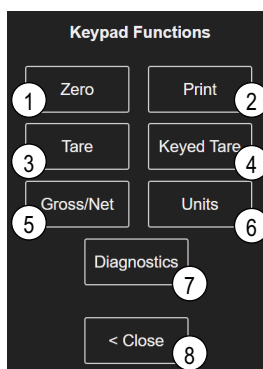 Keypad Functions
Zero
1
Print
2
Tare
3
Keyed Tare
4
Gross/Net
5
Units
6
Diagnostics
7
< Close
8